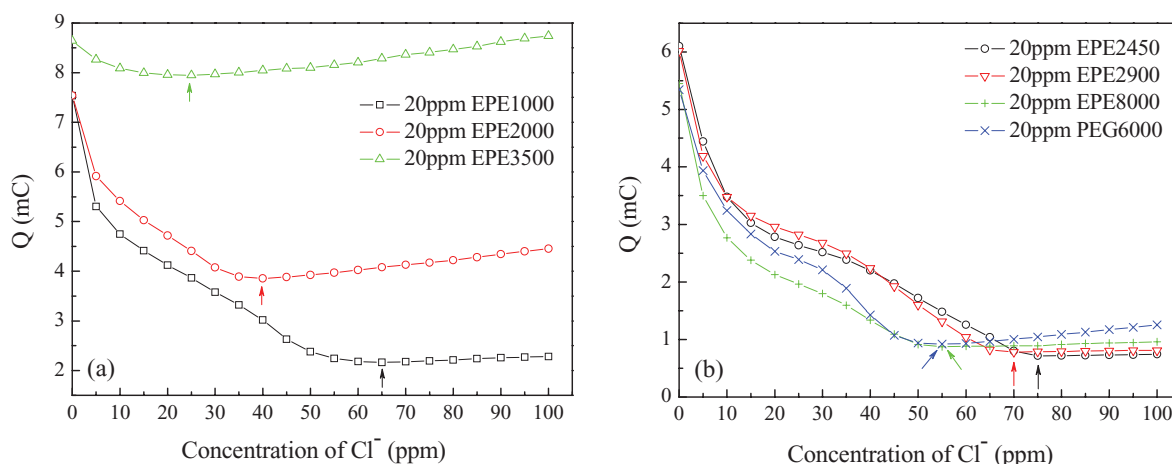 9
8
7
6
5
4
3
2
Q (mC)
20ppm EPE1000
20ppm EPE2000
20ppm EPE3500
(a)
0 10 20 30 40 50 60 70 80 90 100
Concentration of Cl⁻ (ppm)
6
5
4
3
2
1
0
Q (mC)
20ppm EPE2450
20ppm EPE2900
20ppm EPE8000
20ppm PEG6000
(b)
0 10 20 30 40 50 60 70 80 90 100
Concentration of Cl⁻ (ppm)